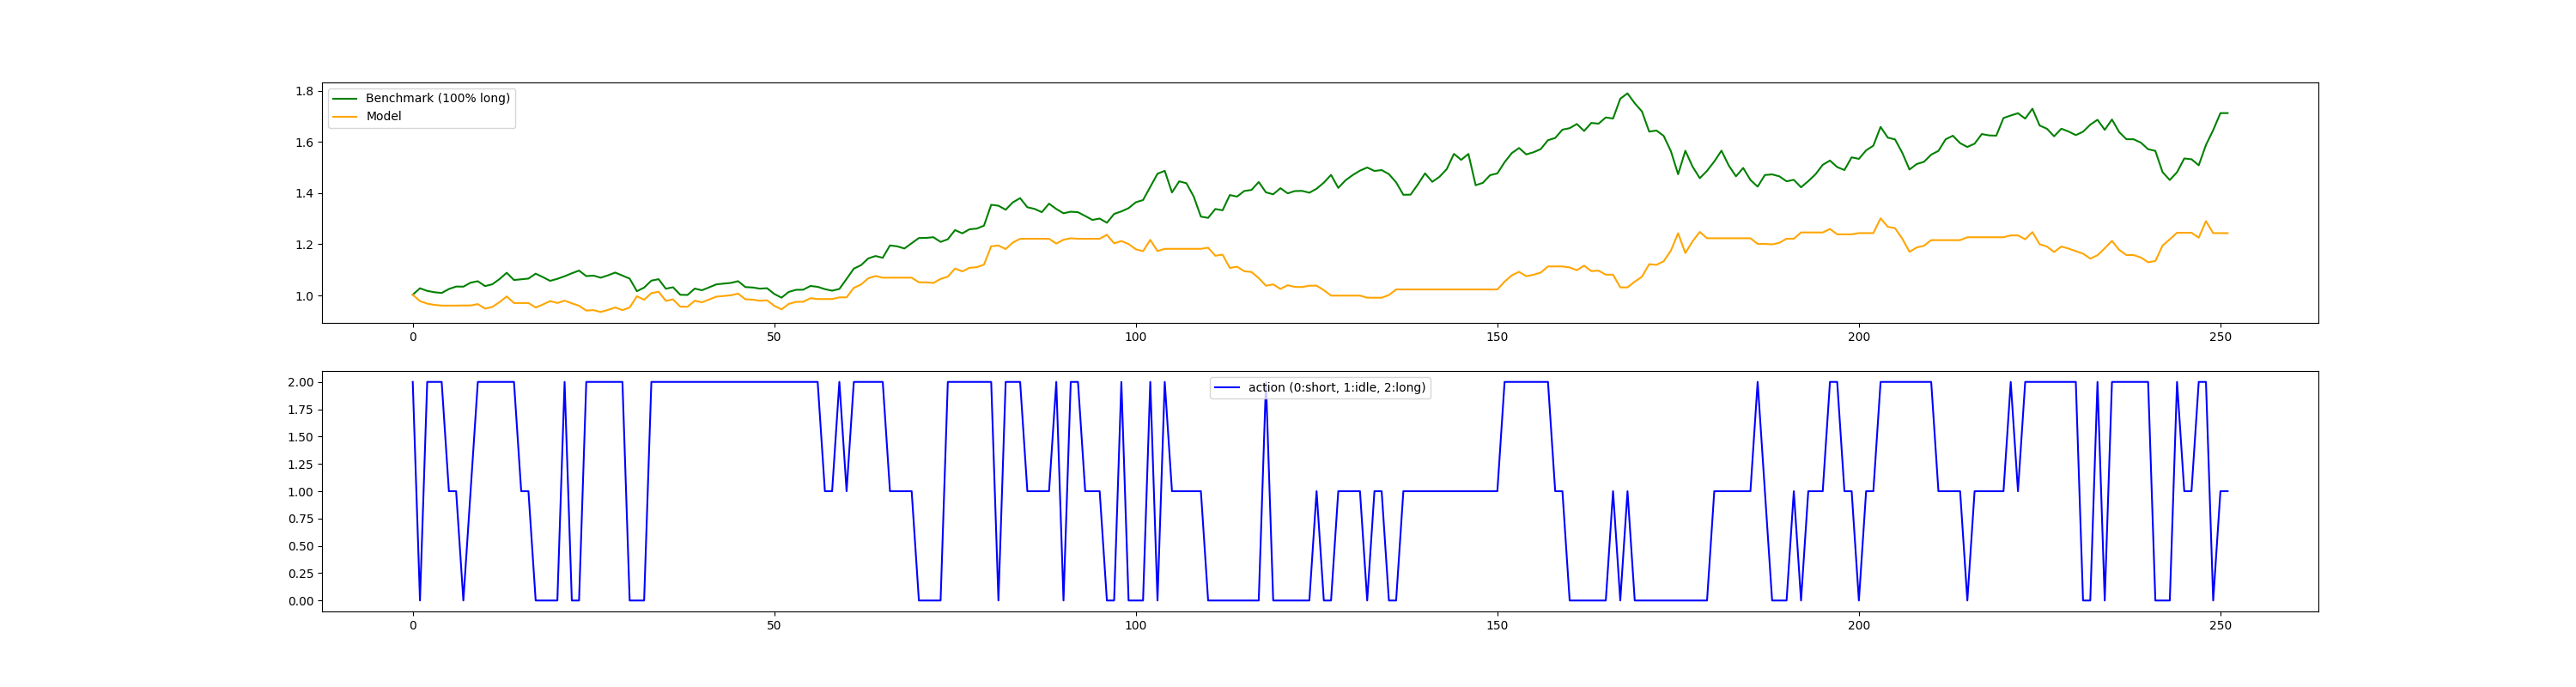 1.8
1.6
1.4
1.2
1.0
Benchmark (100% long)
Model
0 50 100 150 200 250
2.00
1.75
1.50
1.25
1.00
0.75
0.50
0.25
0.00
action (0:short, 1:idle, 2:long)
0 50 100 150 200 250